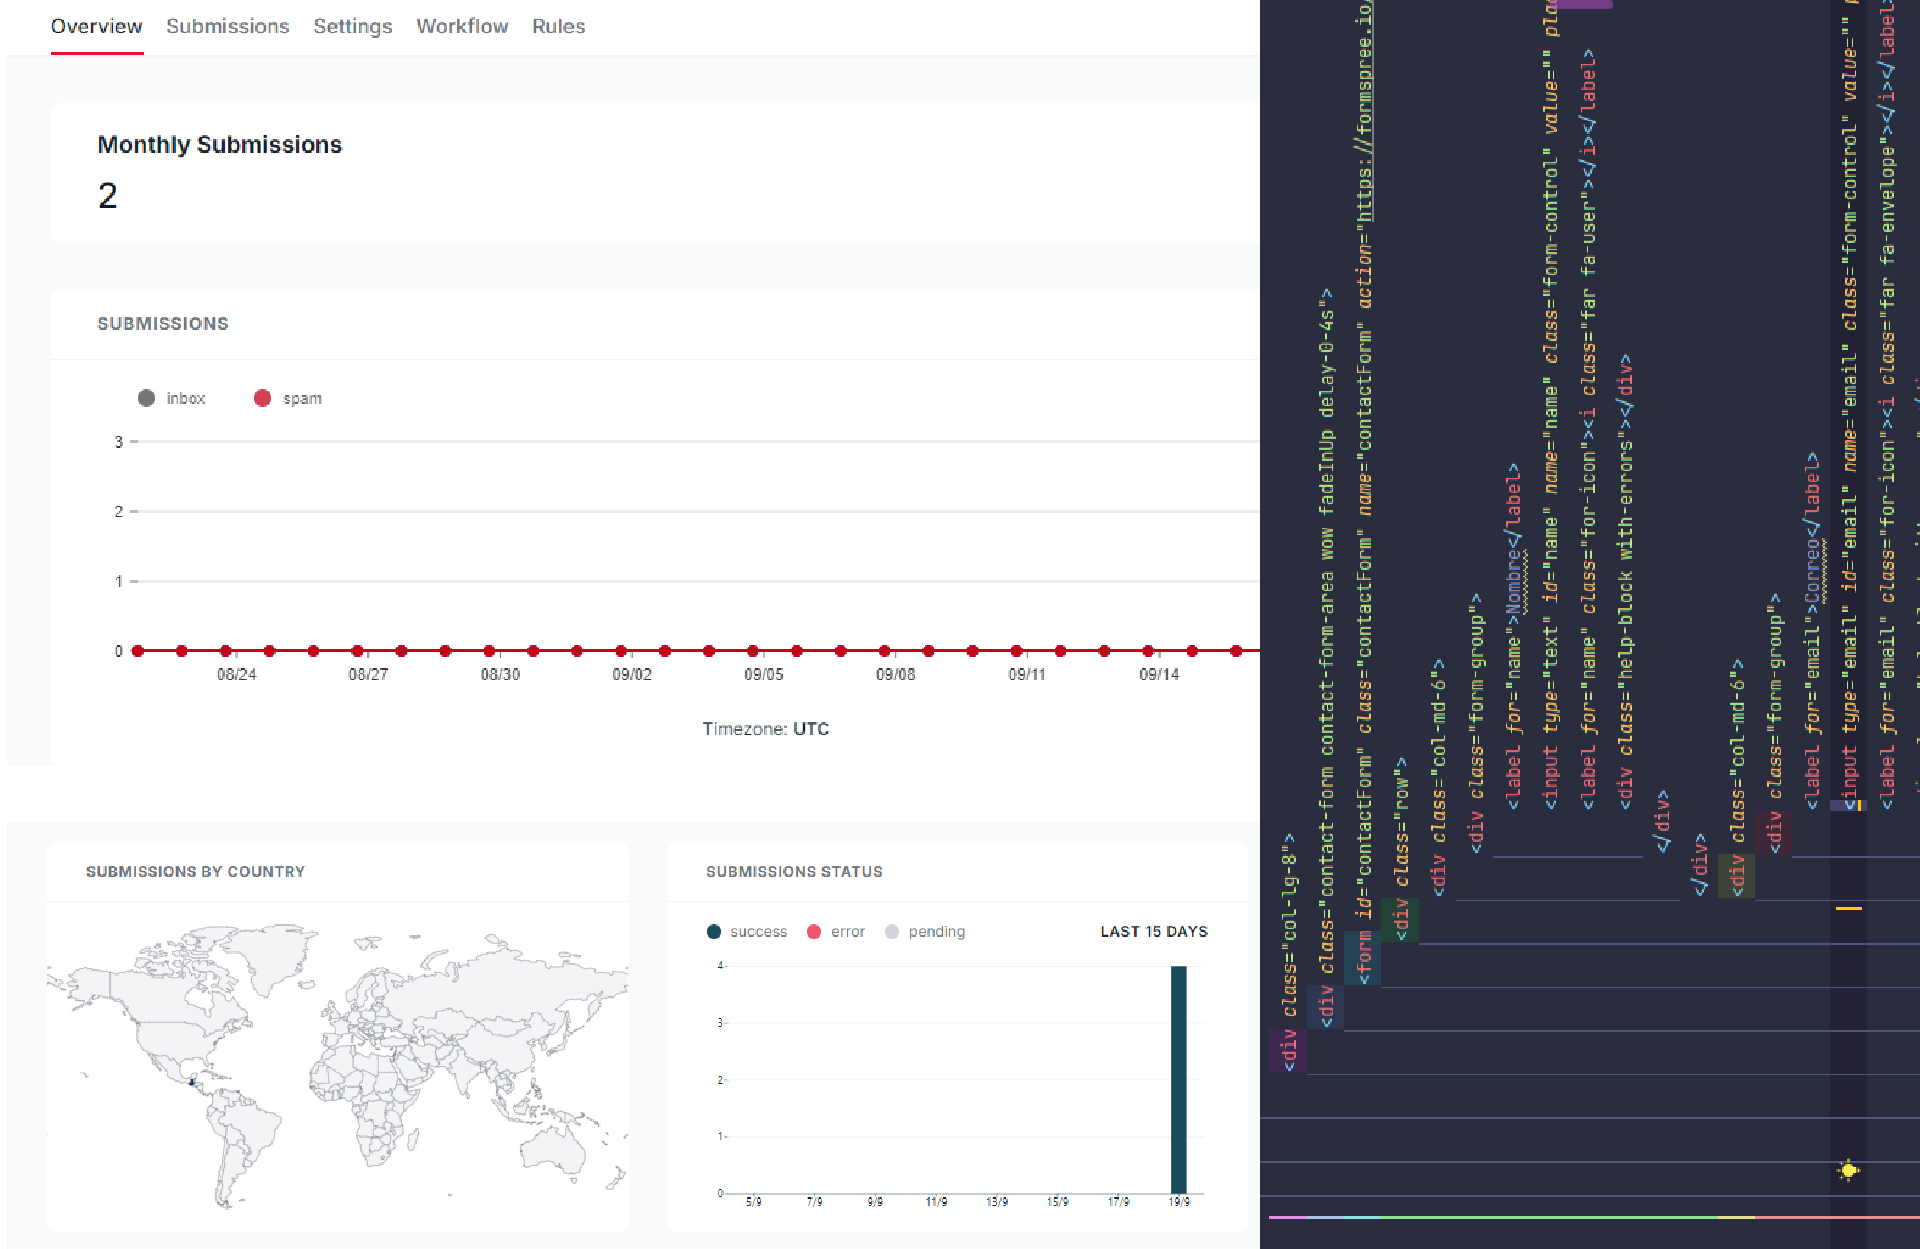 Overview Submissions Settings Workflow Rules
Monthly Submissions
2
SUBMISSIONS
inbox spam
3
2
1
0
08/24 08/27 08/30 09/02 09/05 09/08 09/11 09/14
Timezone: UTC
SUBMISSIONS BY COUNTRY
SUBMISSIONS STATUS
success error pending LAST 15 DAYS
4
3
2
1
0
5/9 7/9 9/9 11/9 13/9 15/9 17/9 19/9
<div class="col-lg-8">
<div class="contact-form contact-form-area wow fadeInUp delay-0-4s">
<form id="contactForm" class="contactForm" name="contactForm" action="https://formspree.io/
<div class="row">
<div class="col-md-6">
<div class="form-group">
<label for="name">Nombre</label>
<input type="text" id="name" name="name" class="form-control" value=""
<label for="name" class="for-icon"><i class="far fa-user"></i></label>
<div class="help-block with-errors"></div>
</div>
</div>
<div class="col-md-6">
<div class="form-group">
<label for="email">Correo</label>
<input type="email" id="email" name="email" class="form-control" value=""
<label for="email" class="for-icon"><i class="far fa-envelope"></i></label>